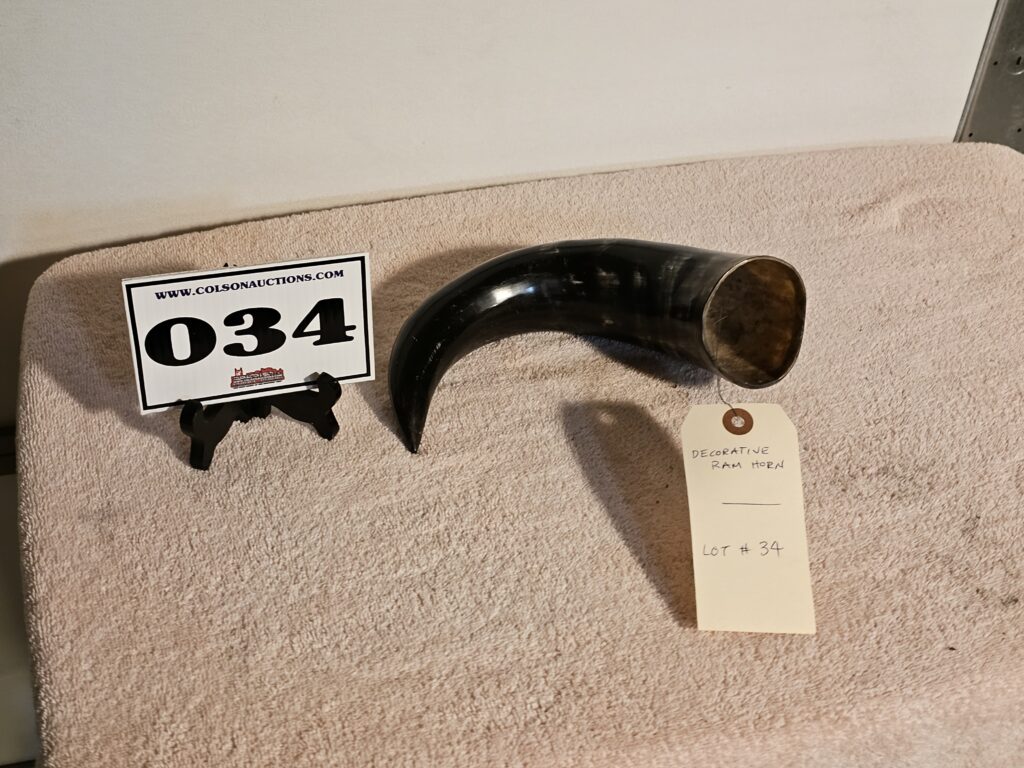 WWW.COLSONAUCTIONS.COM
034
DECORATIVE
RAM HORN
LOT # 34